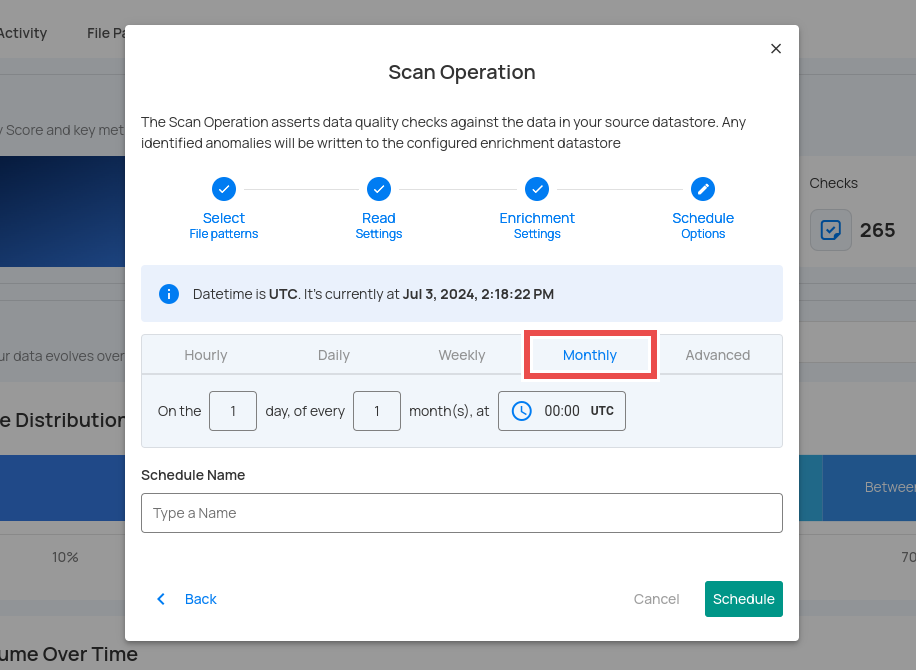 Activity
File Pa
Scan Operation
y Score and key met
The Scan Operation asserts data quality checks against the data in your source datastore. Any
identified anomalies will be written to the configured enrichment datastore
Checks
265
Select
File patterns
Read
Settings
Enrichment
Settings
Schedule
Options
Datetime is UTC. It's currently at Jul 3, 2024, 2:18:22 PM
ur data evolves over
Hourly Daily Weekly Monthly Advanced
On the 1 day, of every 1 month(s), at 00:00 UTC
e Distribution
Schedule Name
Type a Name
Between
10%
70
Back Cancel Schedule
ume Over Time